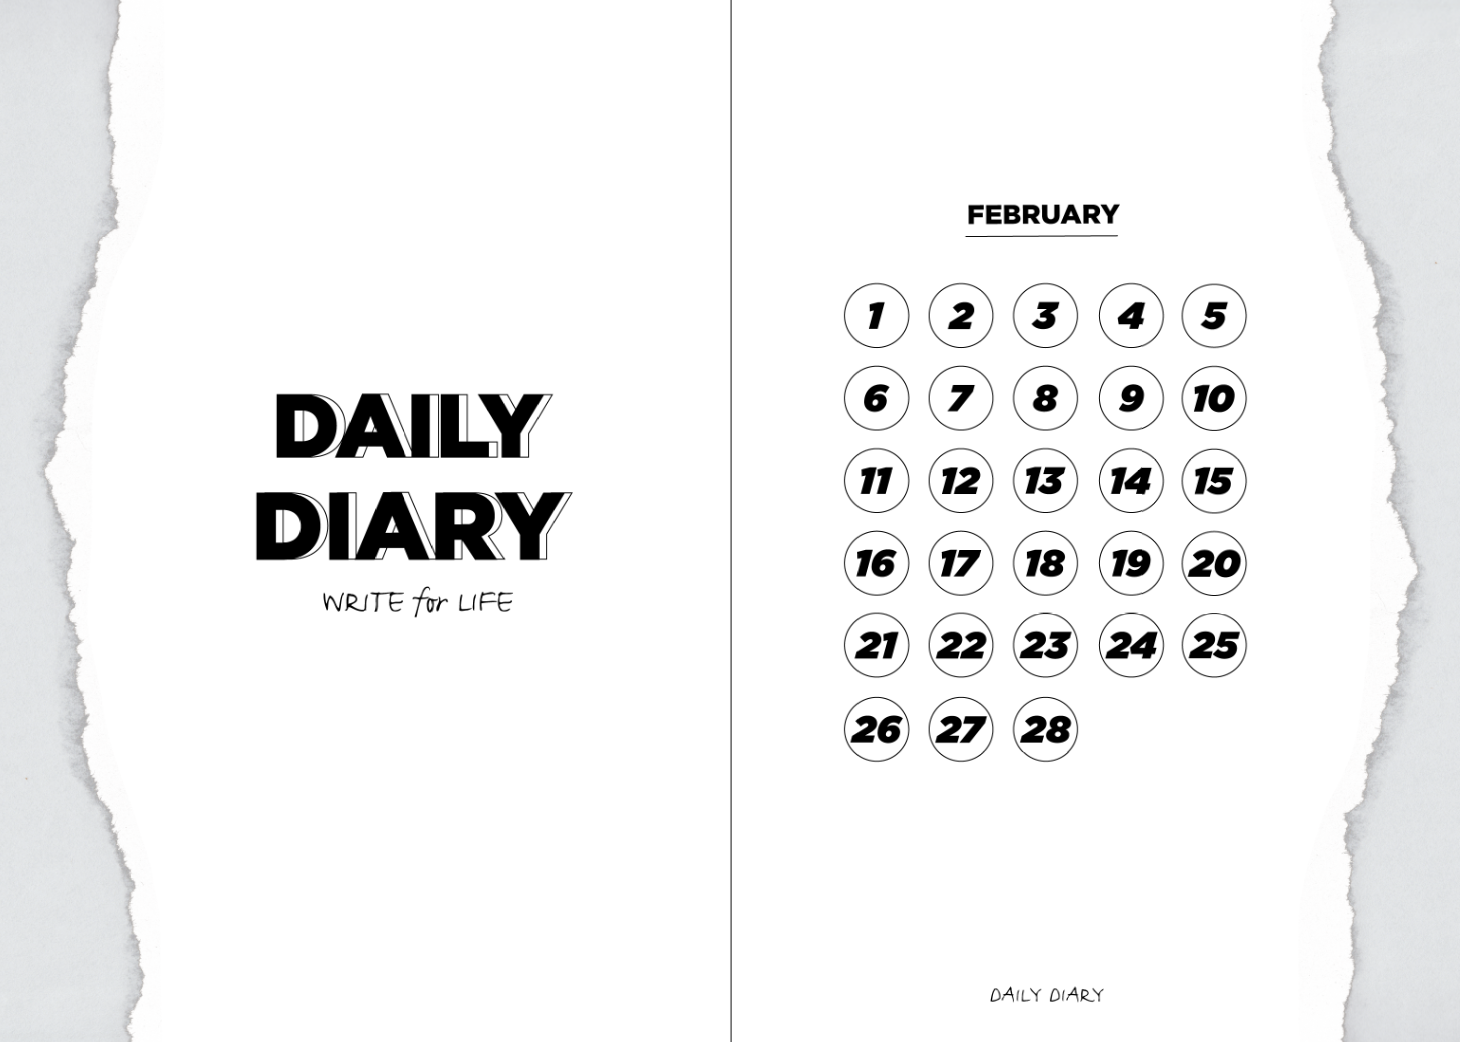 DAILY
DIARY
WRITE for LIFE
FEBRUARY
1 2 3 4 5
6 7 8 9 10
11 12 13 14 15
16 17 18 19 20
21 22 23 24 25
26 27 28
DAILY DIARY